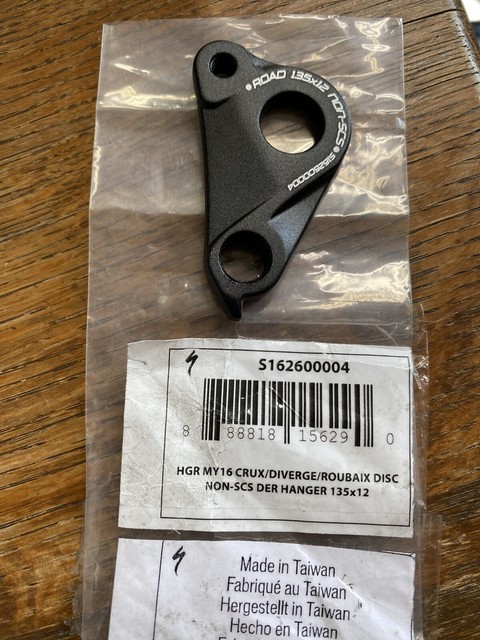 ROAD 135x12 NON-SCS S162600004
S162600004
8 88818 15629 0
HGR MY16 CRUX/DIVERGE/ROUBAIX DISC
NON-SCS DER HANGER 135x12
Made in Taiwan
Fabriqué au Taiwan
Hergestellt in Taiwan
Hecho en Taiwan